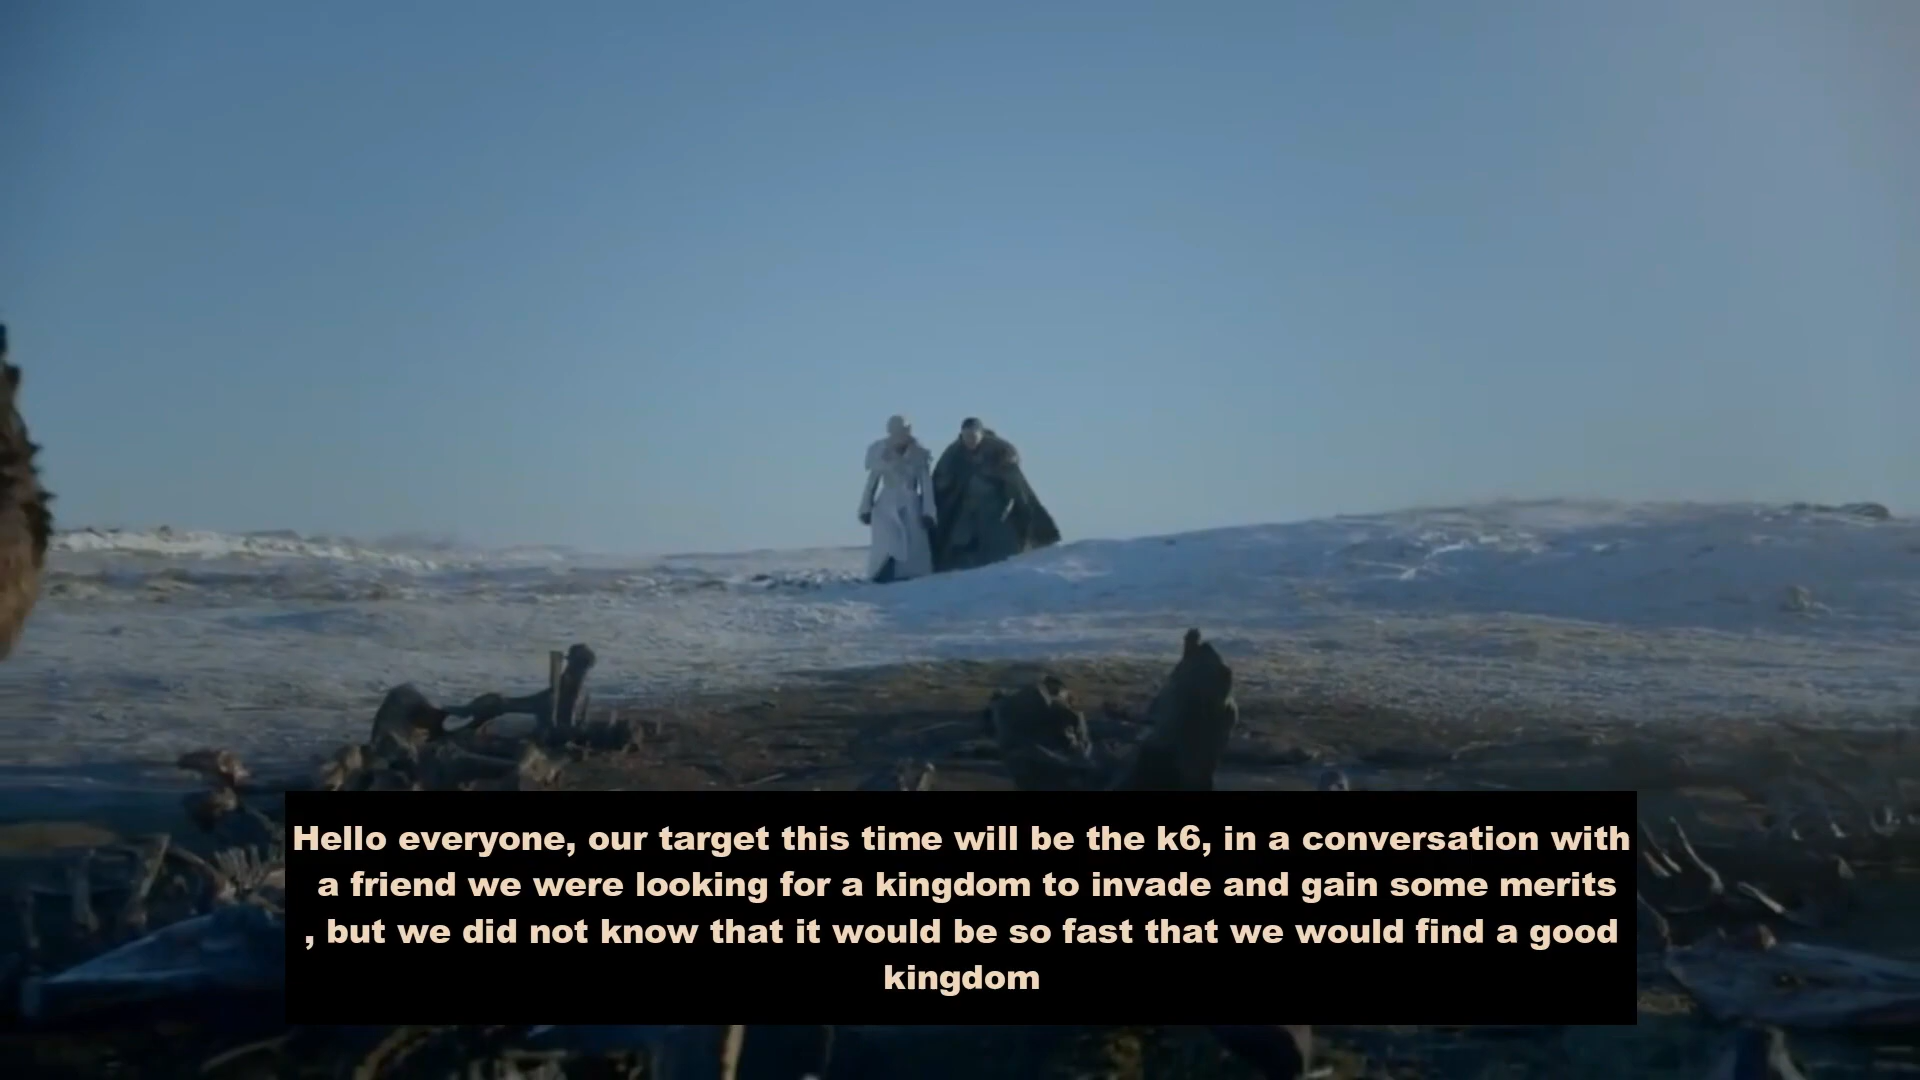 Hello everyone, our target this time will be the k6, in a conversation with
a friend we were looking for a kingdom to invade and gain some merits
, but we did not know that it would be so fast that we would find a good
kingdom